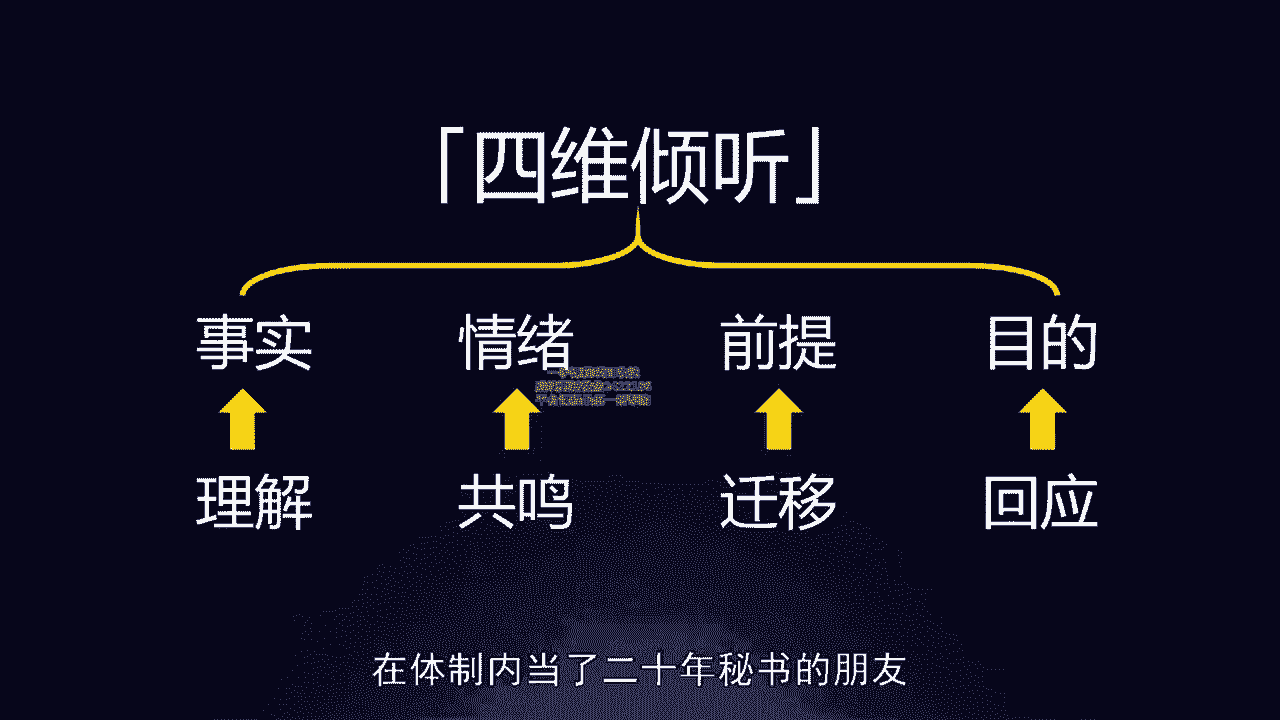 「四维倾听」
事实 情绪 前提 目的
理解 共鸣 迁移 回应
在体制内当了二十年秘书的朋友